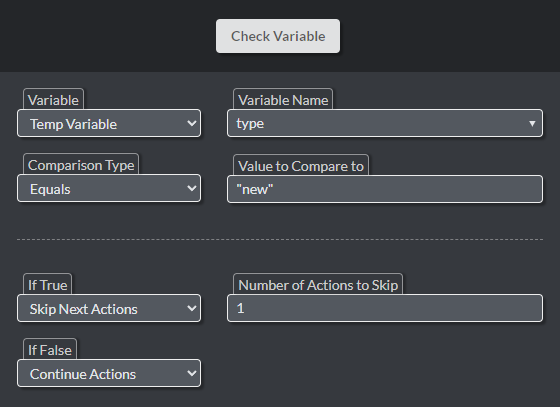 Check Variable
Variable
Variable Name
Temp Variable
type
Comparison Type
Value to Compare to
Equals
"new"
If True
Number of Actions to Skip
Skip Next Actions
1
If False
Continue Actions